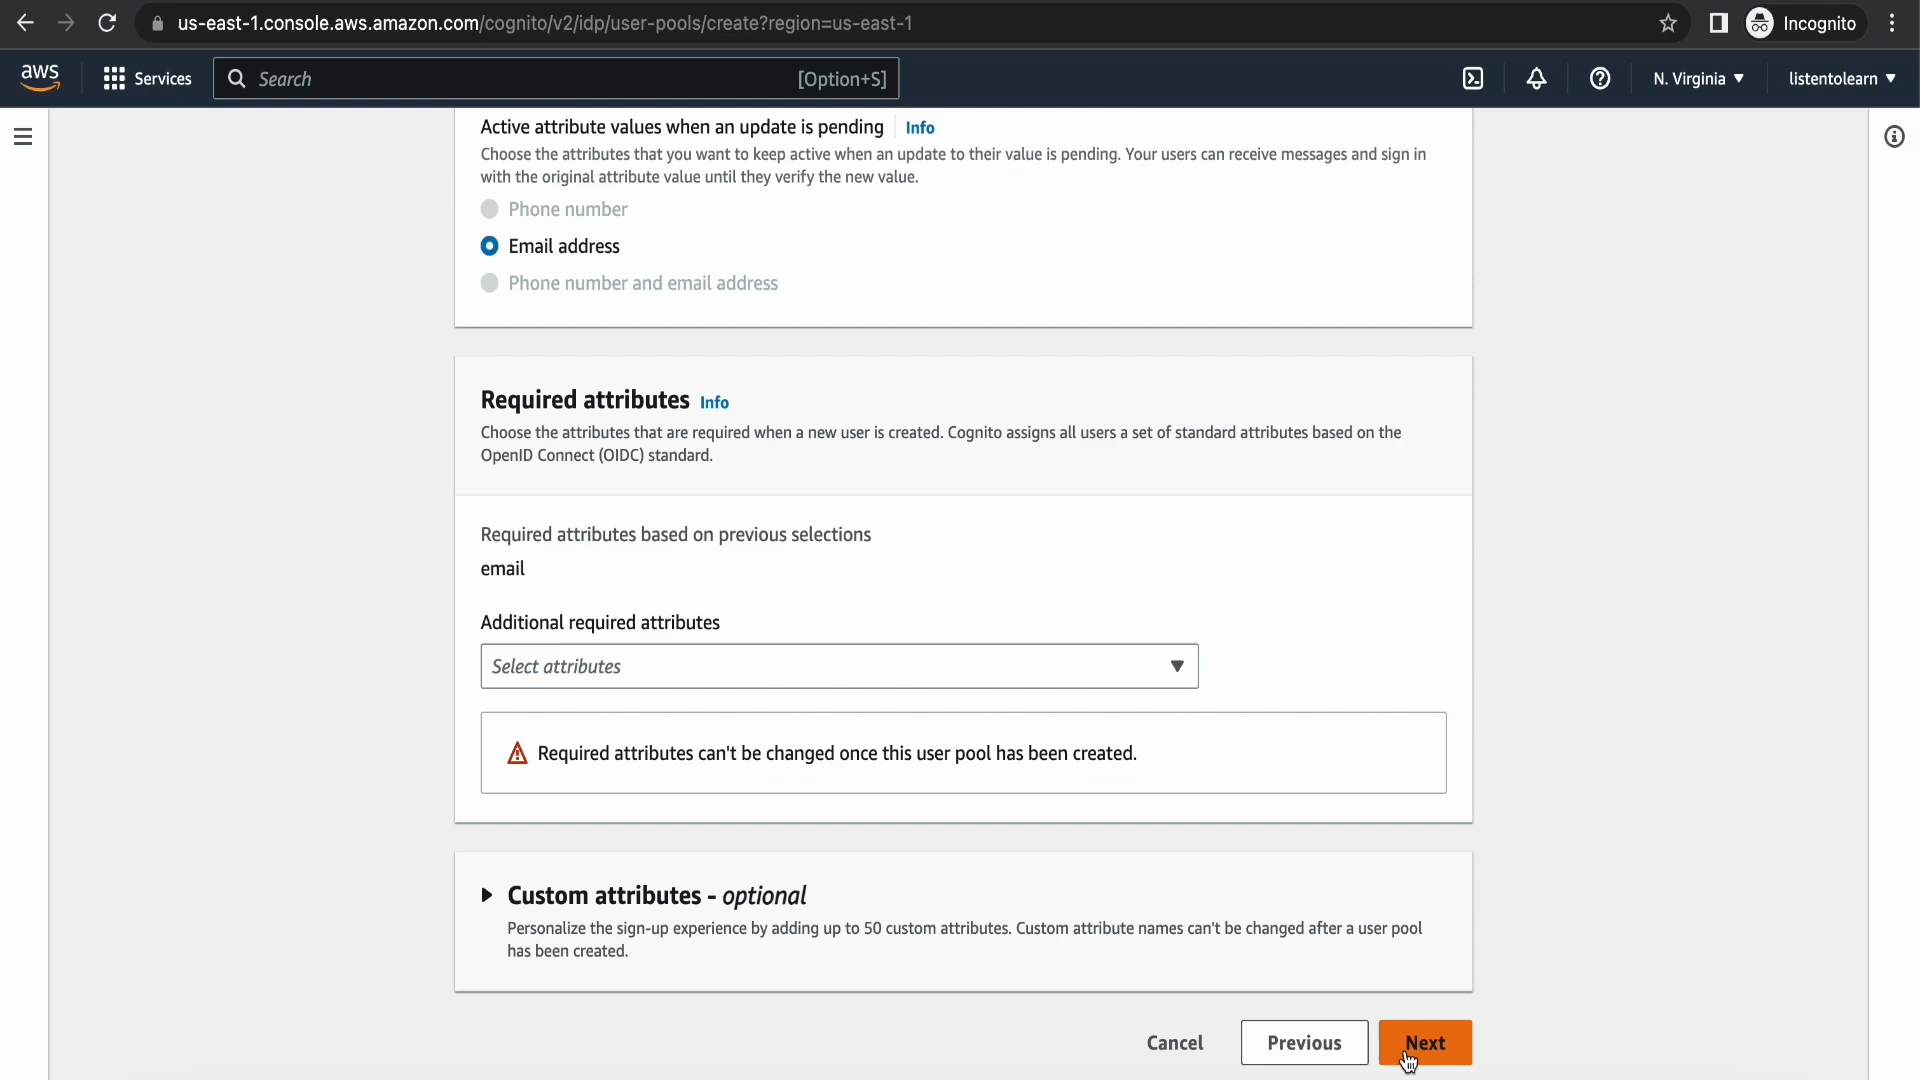 us-east-1.console.aws.amazon.com/cognito/v2/idp/user-pools/create?region=us-east-1
Incognito
aws
Services
Search
[Option+S]
N. Virginia
listentolearn
Active attribute values when an update is pending Info
Choose the attributes that you want to keep active when an update to their value is pending. Your users can receive messages and sign in
with the original attribute value until they verify the new value.
Phone number
Email address
Phone number and email address
Required attributes Info
Choose the attributes that are required when a new user is created. Cognito assigns all users a set of standard attributes based on the
OpenID Connect (OIDC) standard.
Required attributes based on previous selections
email
Additional required attributes
Select attributes
Required attributes can't be changed once this user pool has been created.
Custom attributes - optional
Personalize the sign-up experience by adding up to 50 custom attributes. Custom attribute names can't be changed after a user pool
has been created.
Cancel
Previous
Next